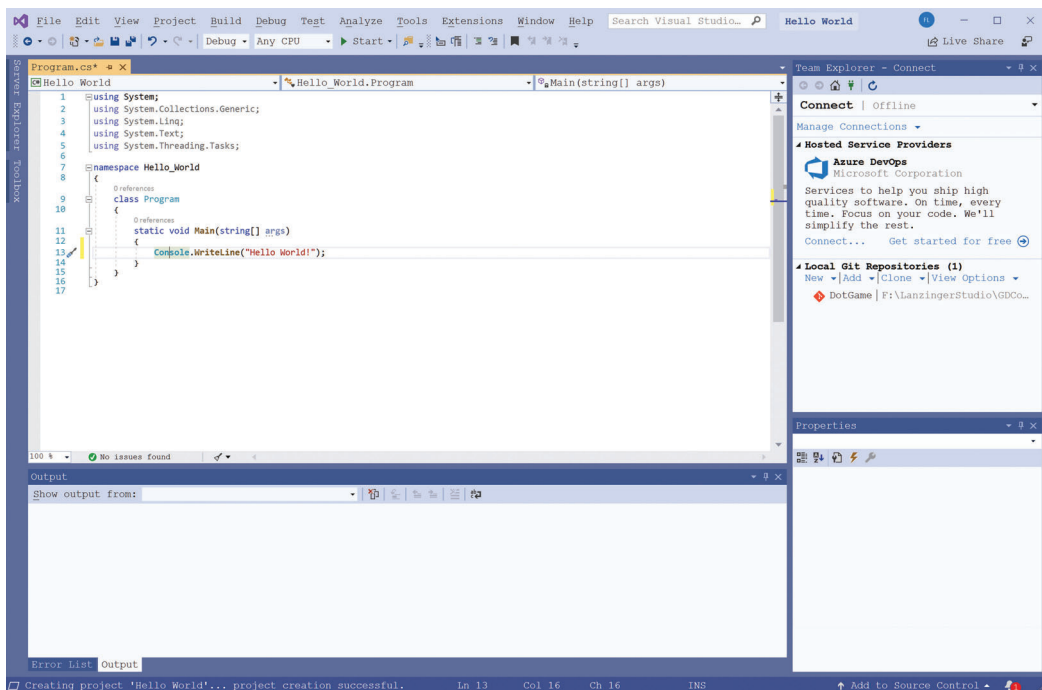 File Edit View Project Build Debug Test Analyze Tools Extensions Window Help Search Visual Studio… Hello World
Debug Any CPU Start Live Share
Server Explorer
Toolbox
Program.cs*
Hello World Hello_World.Program Main(string[] args)
1 using System;
2 using System.Collections.Generic;
3 using System.Linq;
4 using System.Text;
5 using System.Threading.Tasks;
6
7 namespace Hello_World
8 {
0 references
9 class Program
10 {
0 references
11 static void Main(string[] args)
12 {
13 Console.WriteLine("Hello World!");
14 }
15 }
16 }
17
100 % No issues found
Output
Show output from:
Error List Output
Team Explorer - Connect
Connect | Offline
Manage Connections
Hosted Service Providers
Azure DevOps
Microsoft Corporation
Services to help you ship high
quality software. On time, every
time. Focus on your code. We'll
simplify the rest.
Connect... Get started for free
Local Git Repositories (1)
New | Add | Clone | View Options
DotGame | F:\LanzingerStudio\GDCo…
Properties
Creating project 'Hello World'... project creation successful. Ln 13 Col 16 Ch 16 INS Add to Source Control